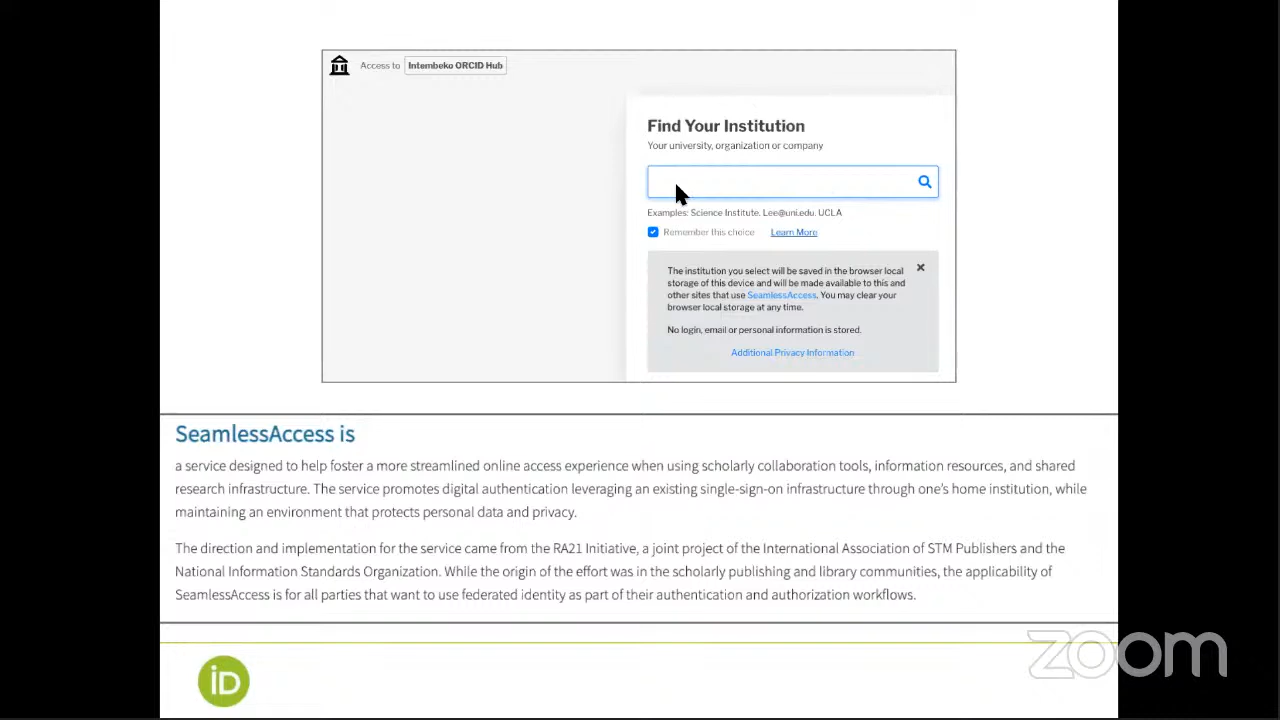 Access to Intembeko ORCID Hub
Find Your Institution
Your university, organization or company
Examples: Science Institute, Lee@uni.edu, UCLA
Remember this choice Learn More
The institution you select will be saved in the browser local
storage of this device and will be made available to this and
other sites that use SeamlessAccess. You may clear your
browser local storage at any time.
No login, email or personal information is stored.
Additional Privacy Information
SeamlessAccess is
a service designed to help foster a more streamlined online access experience when using scholarly collaboration tools, information resources, and shared
research infrastructure. The service promotes digital authentication leveraging an existing single-sign-on infrastructure through one's home institution, while
maintaining an environment that protects personal data and privacy.
The direction and implementation for the service came from the RA21 Initiative, a joint project of the International Association of STM Publishers and the
National Information Standards Organization. While the origin of the effort was in the scholarly publishing and library communities, the applicability of
SeamlessAccess is for all parties that want to use federated identity as part of their authentication and authorization workflows.
zoom
iD